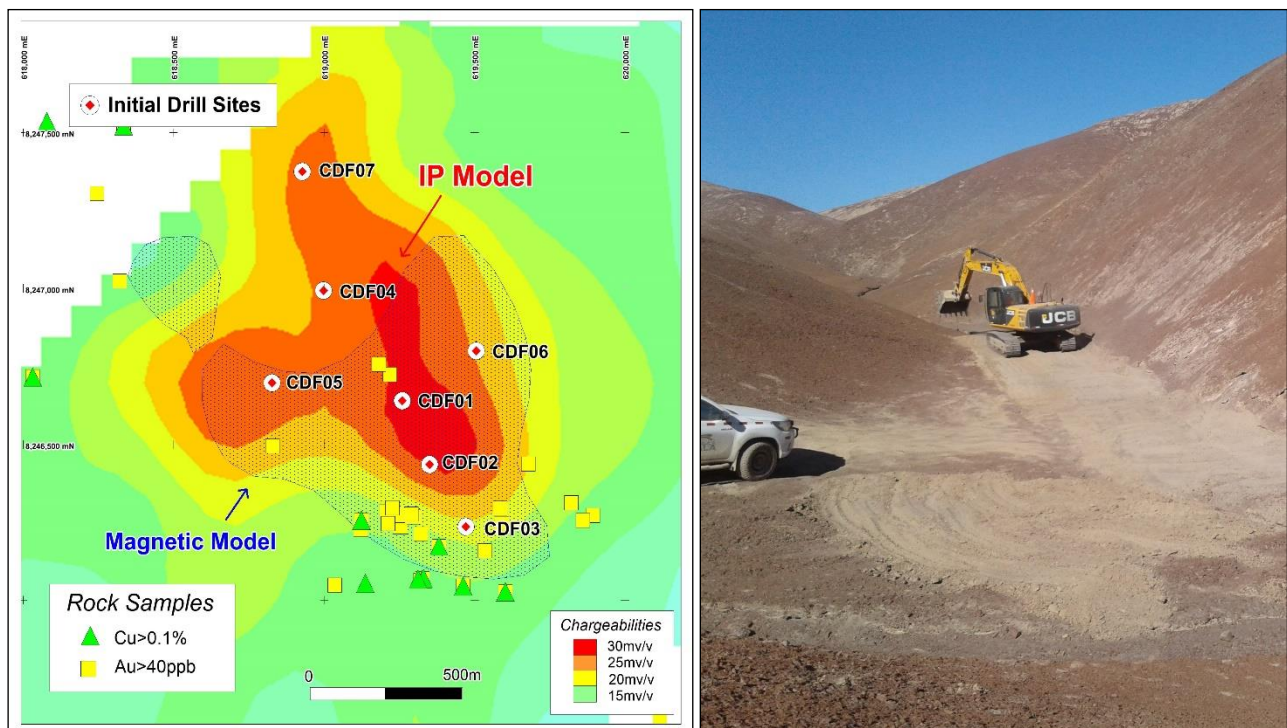 618,000 mE
618,500 mE
619,000 mE
619,500 mE
620,000 mE
Initial Drill Sites
8,247,500 mN
CDF07
IP Model
8,247,000 mN
CDF04
CDF06
CDF05
CDF01
8,246,500 mN
CDF02
CDF03
Magnetic Model
Rock Samples
Cu>0.1%
Au>40ppb
0 500m
Chargeabilities
30mv/v
25mv/v
20mv/v
15mv/v
JCB